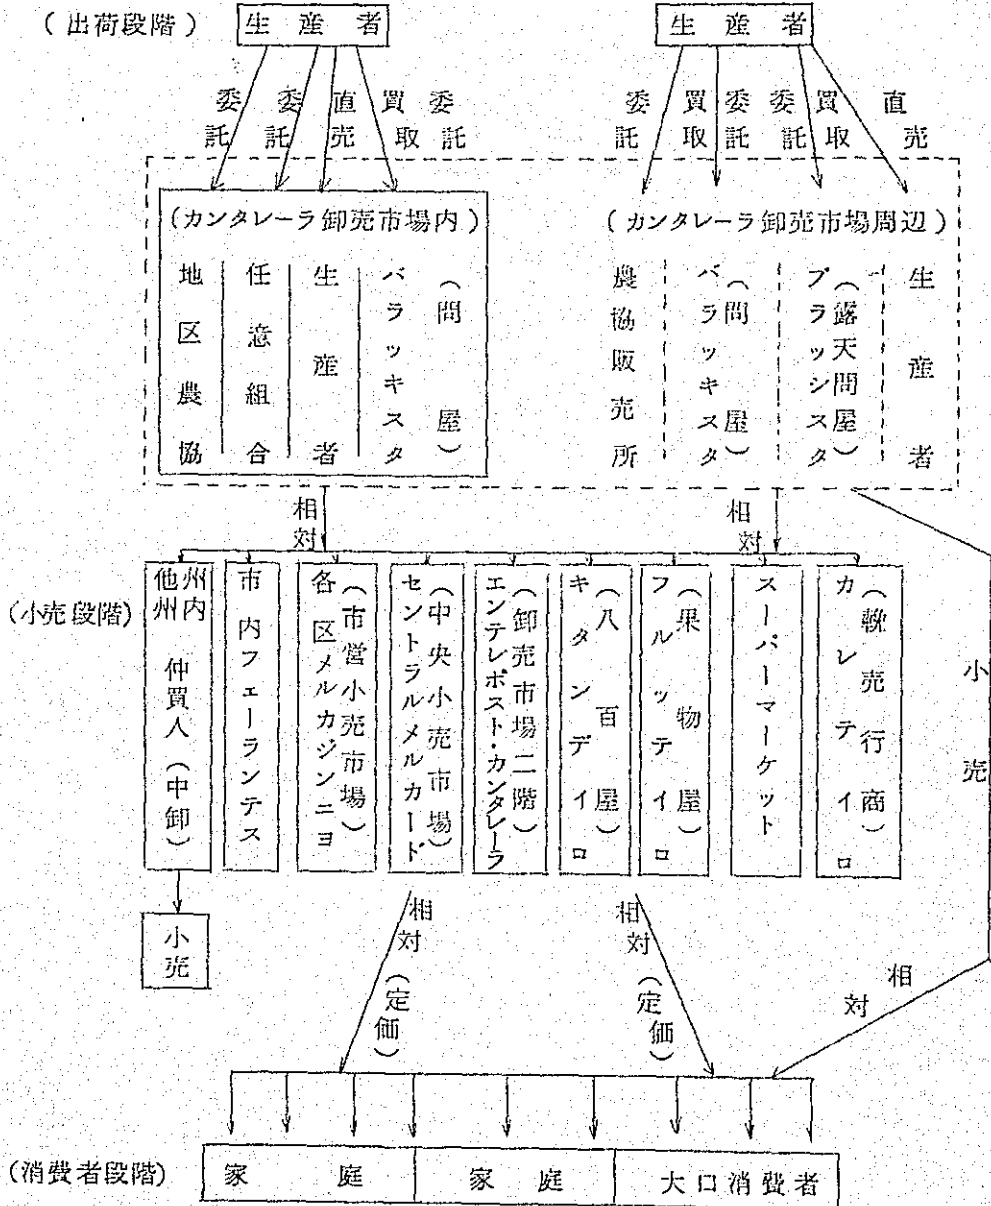 (出荷段階)
生産者
生産者
委託
委託
直売
買取
委託
委託
買取
委託
委託
買取
直売
(カンタレーラ卸売市場内)
地区農協
任意組合
生産者
バラッキスタ
(問屋)
(カンタレーラ卸売市場周辺)
農協販売所
バラッキスタ
(問屋)
プラッシスタ
(露天問屋)
生産者
相対
相対
(小売段階)
州内
他州
仲買人(中卸)
市内フェーランテス
各区メルカジンニョ
(市営小売市場)
セントラルメルカード
(中央小売市場)
エンテレポスト・カンタレーラ
(卸売市場二階)
キタンデイロ
(八百屋)
フルッテイロ
(果物屋)
スーパーマーケット
カレテイロ
(軽売行商)
小売
小売
相対
(定価)
相対
(定価)
相対
(消費者段階)
家庭
家庭
大口消費者